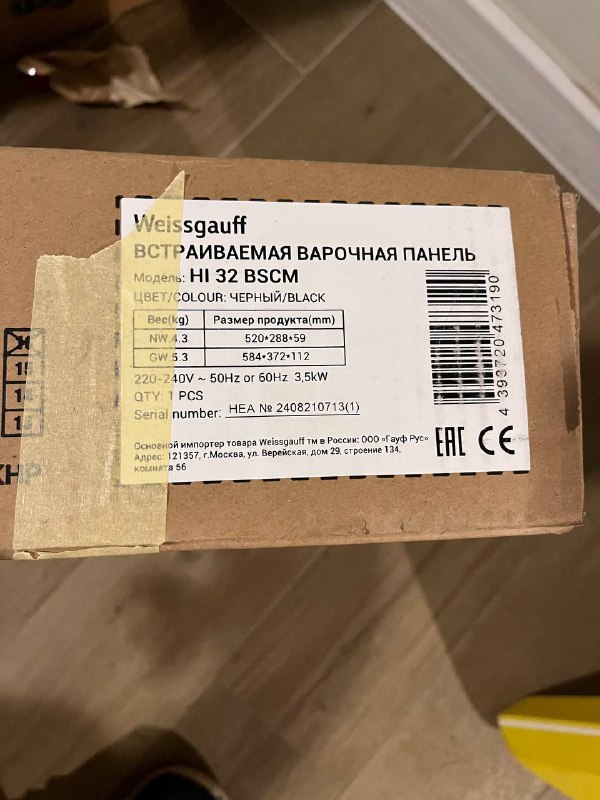 Weissgauff
ВСТРАИВАЕМАЯ ВАРОЧНАЯ ПАНЕЛЬ
Модель: HI 32 BSCM
ЦВЕТ/COLOUR: ЧЕРНЫЙ/BLACK
Вес(kg) Размер продукта(mm)
NW 4.3 520*288*59
GW 5.3 584*372*112
220-240V ~ 50Hz or 60Hz 3,5kW
QTY: 1 PCS
Serial number: HEA № 2408210713(1)
Основной импортер товара Weissgauff тм в России: ООО «Гауф Рус»
Адрес: 121357, г.Москва, ул. Верейская, дом 29, строение 134,
комната 56
4 393720 473190
EAC CE